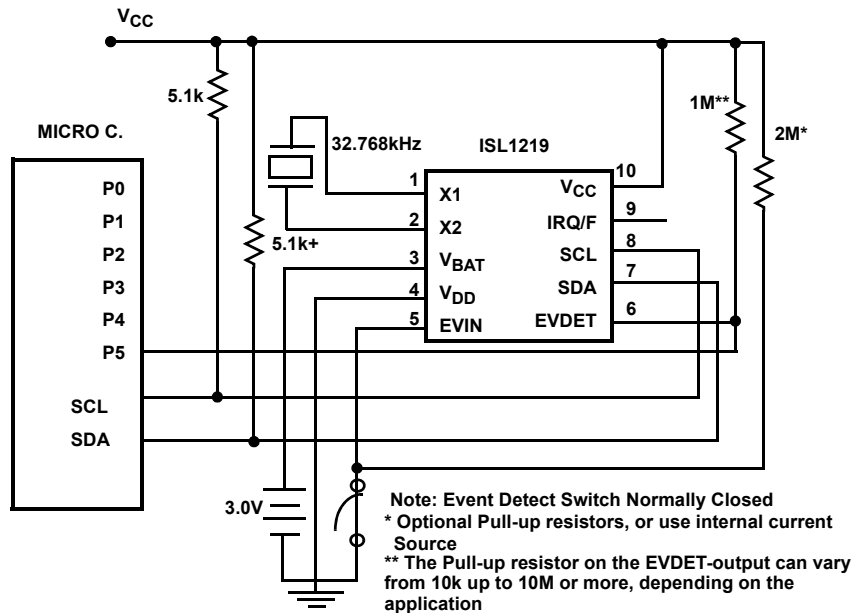 VCC
5.1k
1M**
MICRO C.
32.768kHz
ISL1219
2M*
P0
P1
P2
P3
P4
P5
SCL
SDA
5.1k+
1
2
3
4
5
X1
X2
VBAT
VDD
EVIN
VCC
IRQ/F
SCL
SDA
EVDET
10
9
8
7
6
3.0V
Note: Event Detect Switch Normally Closed
* Optional Pull-up resistors, or use internal current
Source
** The Pull-up resistor on the EVDET-output can vary
from 10k up to 10M or more, depending on the
application